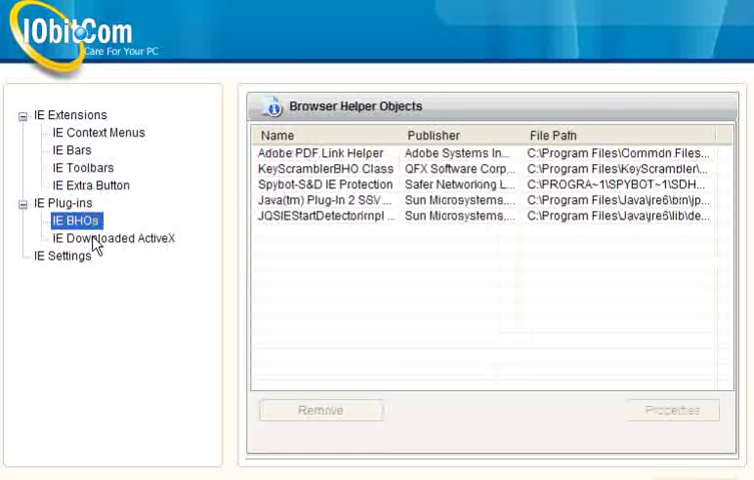 IObitCom
Care For Your PC
IE Extensions
IE Context Menus
IE Bars
IE Toolbars
IE Extra Button
IE Plug-ins
IE BHOs
IE Downloaded ActiveX
IE Settings
Browser Helper Objects
Name Publisher File Path
Adobe PDF Link Helper Adobe Systems In... C:\Program Files\Common Files...
KeyScramblerBHO Class QFX Software Corp... C:\Program Files\KeyScrambler\...
Spybot-S&D IE Protection Safer Networking L... C:\PROGRA~1\SPYBOT~1\SDH...
Java(tm) Plug-In 2 SSV ... Sun Microsystems,... C:\Program Files\Java\jre6\bin\jp...
JQSIEStartDetectorImpl ... Sun Microsystems,... C:\Program Files\Java\jre6\lib\de...
Remove Properties